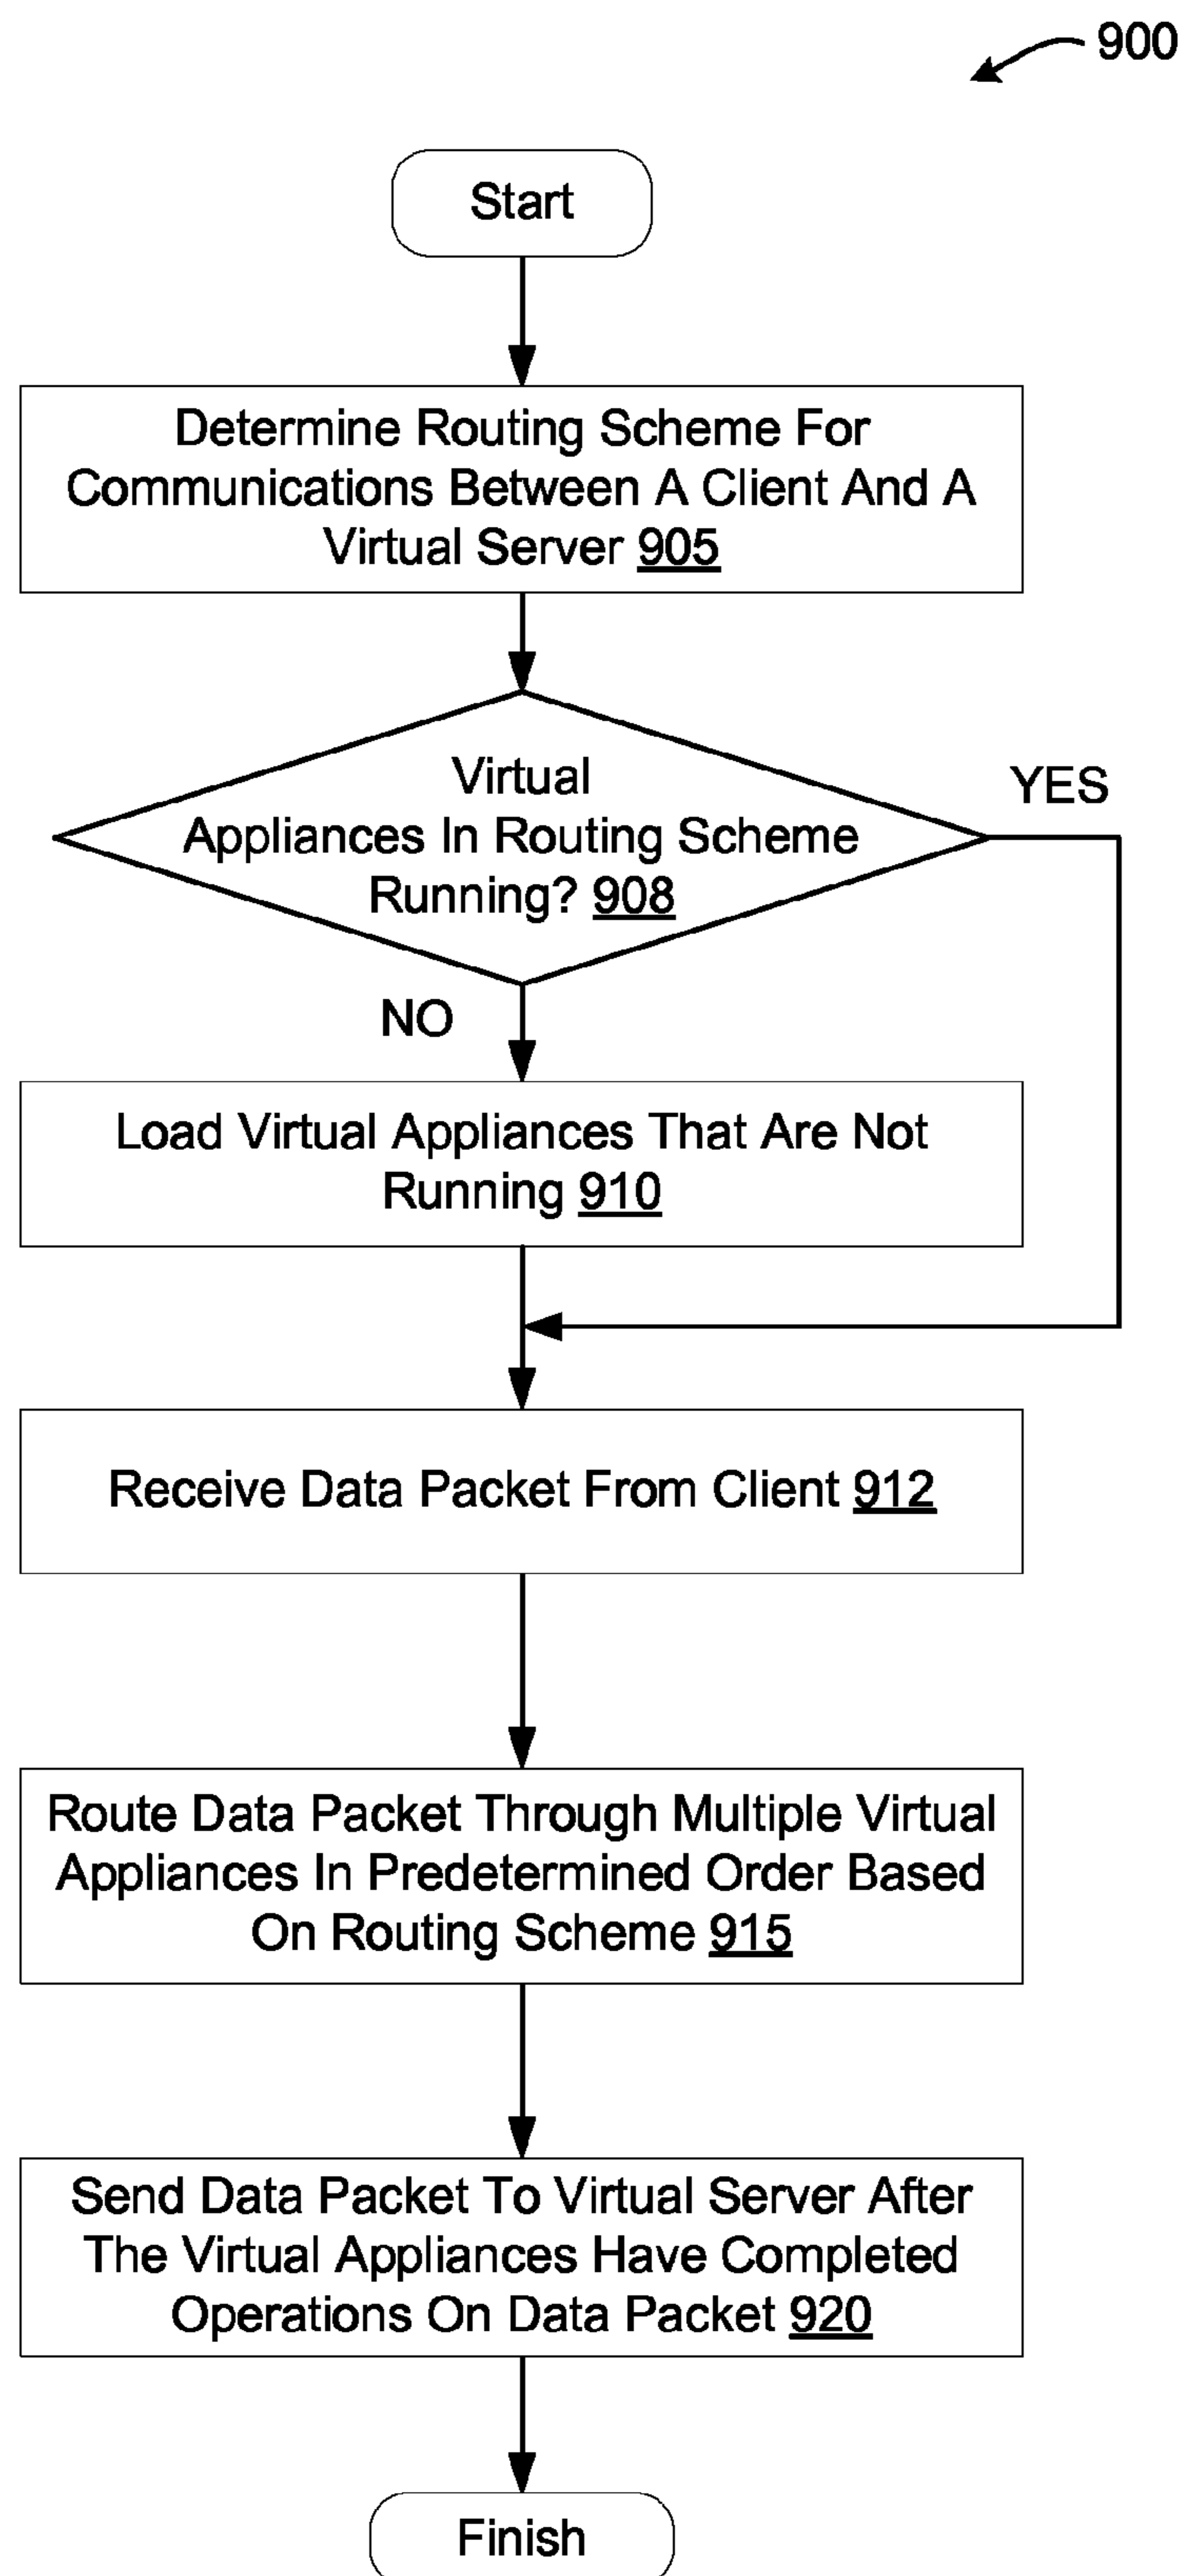 900
Start
Determine Routing Scheme For
Communications Between A Client And A
Virtual Server 905
Virtual
Appliances In Routing Scheme
Running? 908
YES
NO
Load Virtual Appliances That Are Not
Running 910
Receive Data Packet From Client 912
Route Data Packet Through Multiple Virtual
Appliances In Predetermined Order Based
On Routing Scheme 915
Send Data Packet To Virtual Server After
The Virtual Appliances Have Completed
Operations On Data Packet 920
Finish